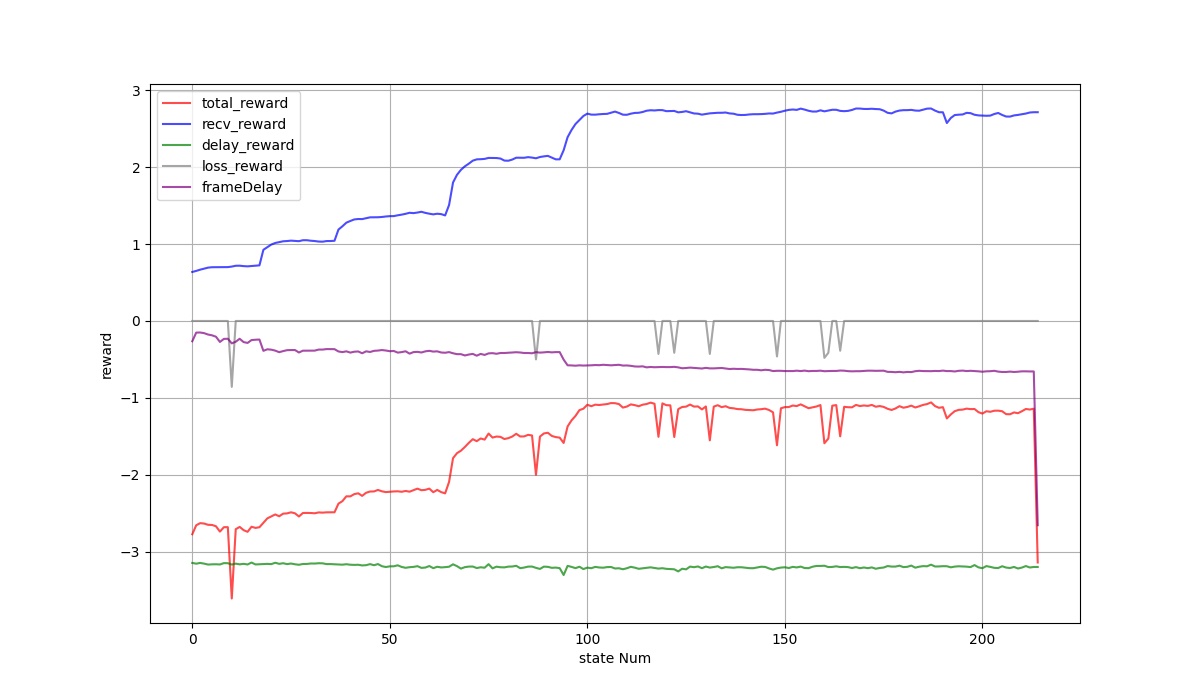 total_reward
recv_reward
delay_reward
loss_reward
frameDelay
3
2
1
0
−1
−2
−3
reward
0 50 100 150 200
state Num